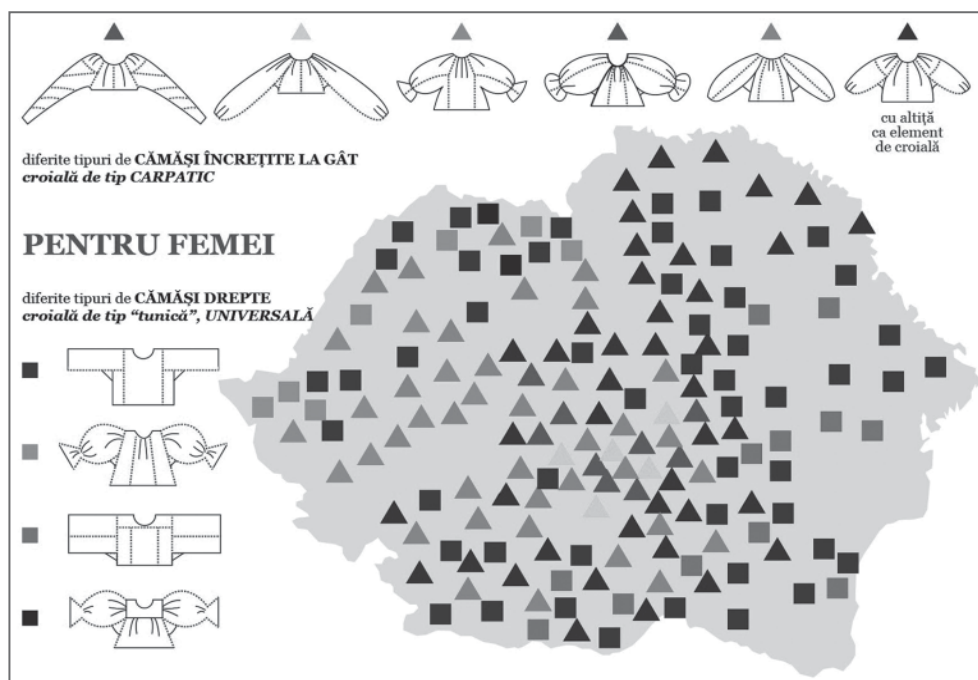 cu altiță
ca element
de croială
diferite tipuri de CĂMĂȘI ÎNCREȚITE LA GÂT
croială de tip CARPATIC
PENTRU FEMEI
diferite tipuri de CĂMĂȘI DREPTE
croială de tip “tunică”, UNIVERSALĂ